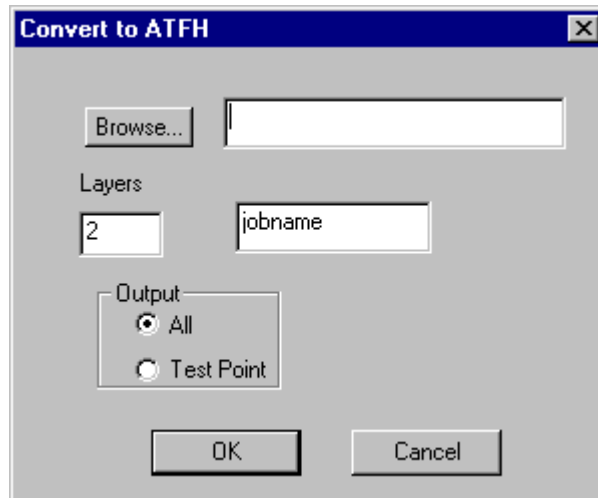 Convert to ATFH
Browse...
Layers
2
jobname
Output
All
Test Point
OK
Cancel